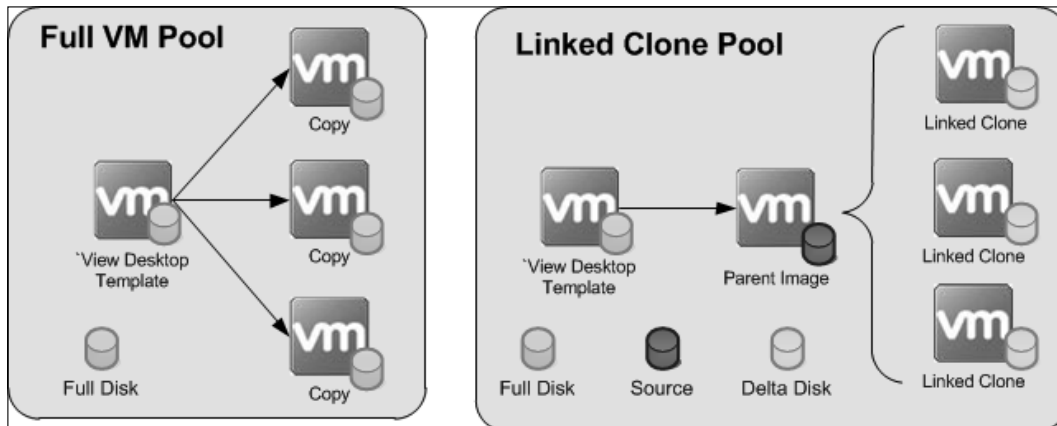 Full VM Pool
vm
Copy
vm
`View Desktop
Template
vm
Copy
vm
Copy
Full Disk
Linked Clone Pool
vm
`View Desktop
Template
vm
Parent Image
vm
Linked Clone
vm
Linked Clone
vm
Linked Clone
Full Disk
Source
Delta Disk